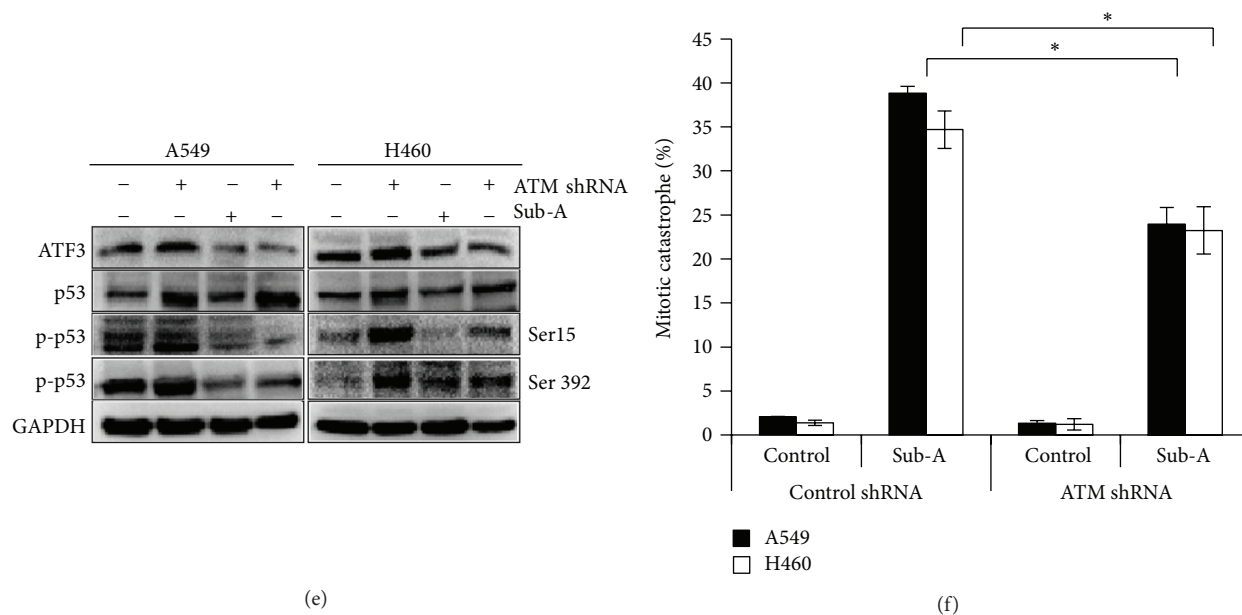 A549 H460
− + − + − + − + ATM shRNA
− − + + − − + + Sub-A
ATF3
p53
p-p53 Ser15
p-p53 Ser 392
GAPDH
(e)
Mitotic catastrophe (%)
45
40
35
30
25
20
15
10
5
0
* 
*
Control Sub-A Control Sub-A
Control shRNA ATM shRNA
A549
H460
(f)